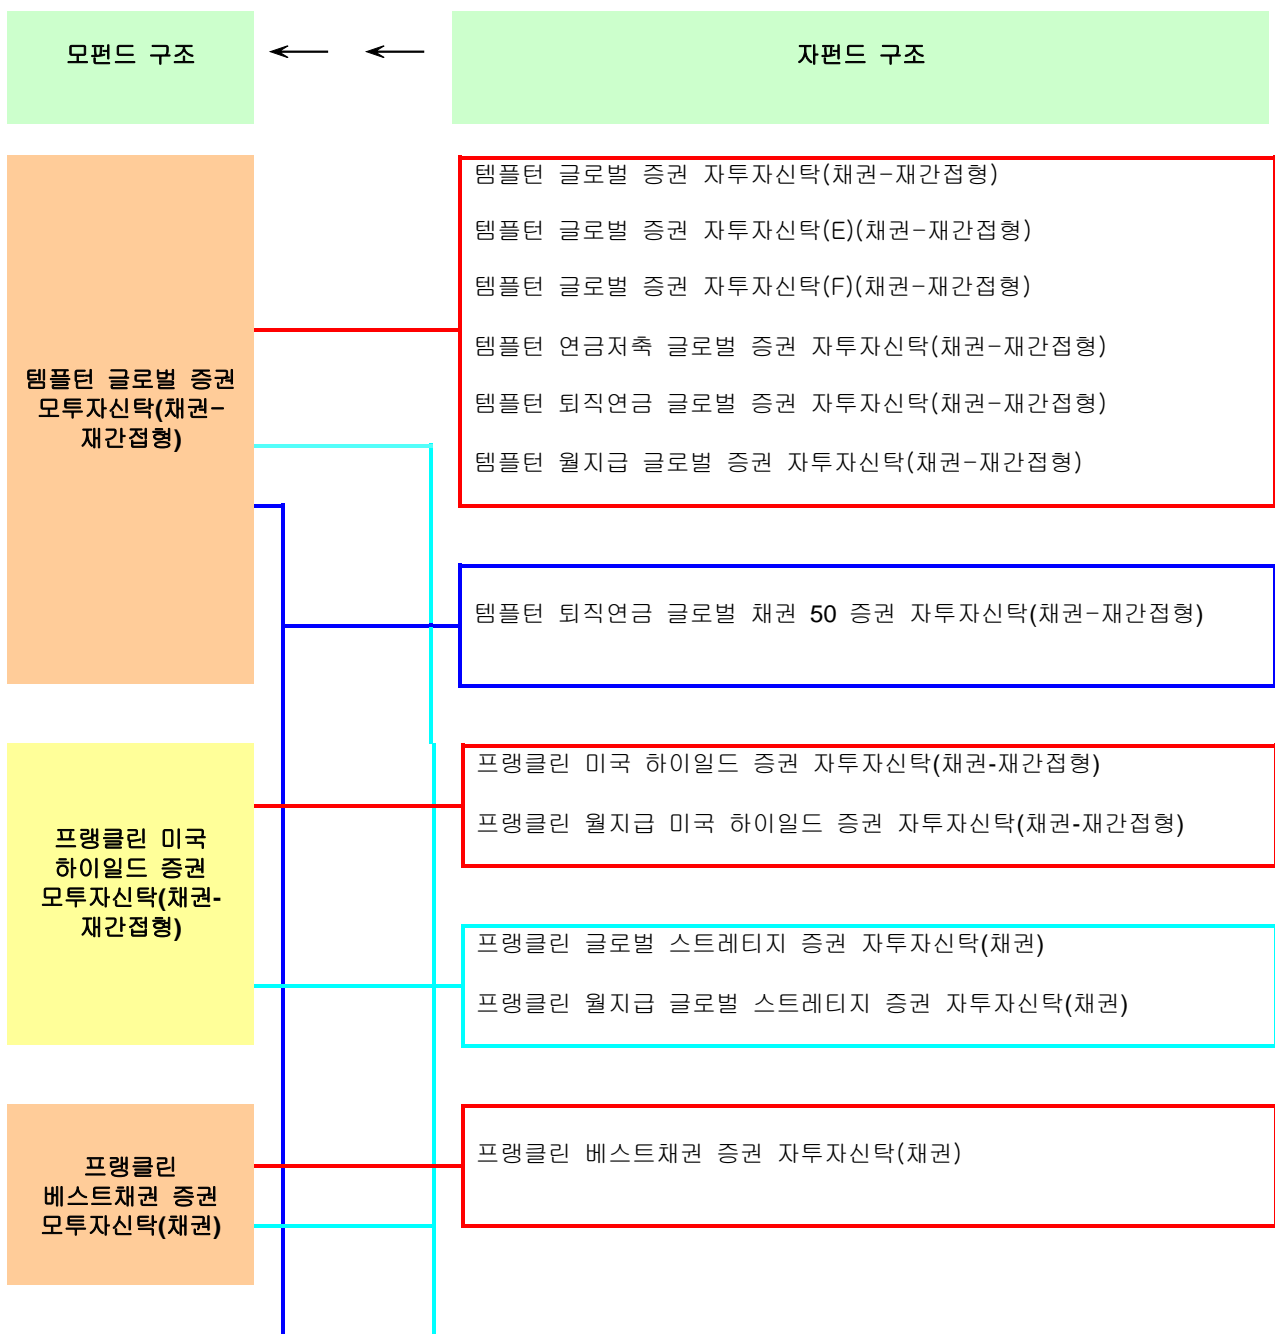 모펀드 구조
자펀드 구조
템플턴 글로벌 증권
모투자신탁(채권-
재간접형)
템플턴 글로벌 증권 자투자신탁(채권-재간접형)
템플턴 글로벌 증권 자투자신탁(E)(채권-재간접형)
템플턴 글로벌 증권 자투자신탁(F)(채권-재간접형)
템플턴 연금저축 글로벌 증권 자투자신탁(채권-재간접형)
템플턴 퇴직연금 글로벌 증권 자투자신탁(채권-재간접형)
템플턴 월지급 글로벌 증권 자투자신탁(채권-재간접형)
템플턴 퇴직연금 글로벌 채권 50 증권 자투자신탁(채권-재간접형)
프랭클린 미국
하이일드 증권
모투자신탁(채권-
재간접형)
프랭클린 미국 하이일드 증권 자투자신탁(채권-재간접형)
프랭클린 월지급 미국 하이일드 증권 자투자신탁(채권-재간접형)
프랭클린 글로벌 스트레티지 증권 자투자신탁(채권)
프랭클린 월지급 글로벌 스트레티지 증권 자투자신탁(채권)
프랭클린
베스트채권 증권
모투자신탁(채권)
프랭클린 베스트채권 증권 자투자신탁(채권)